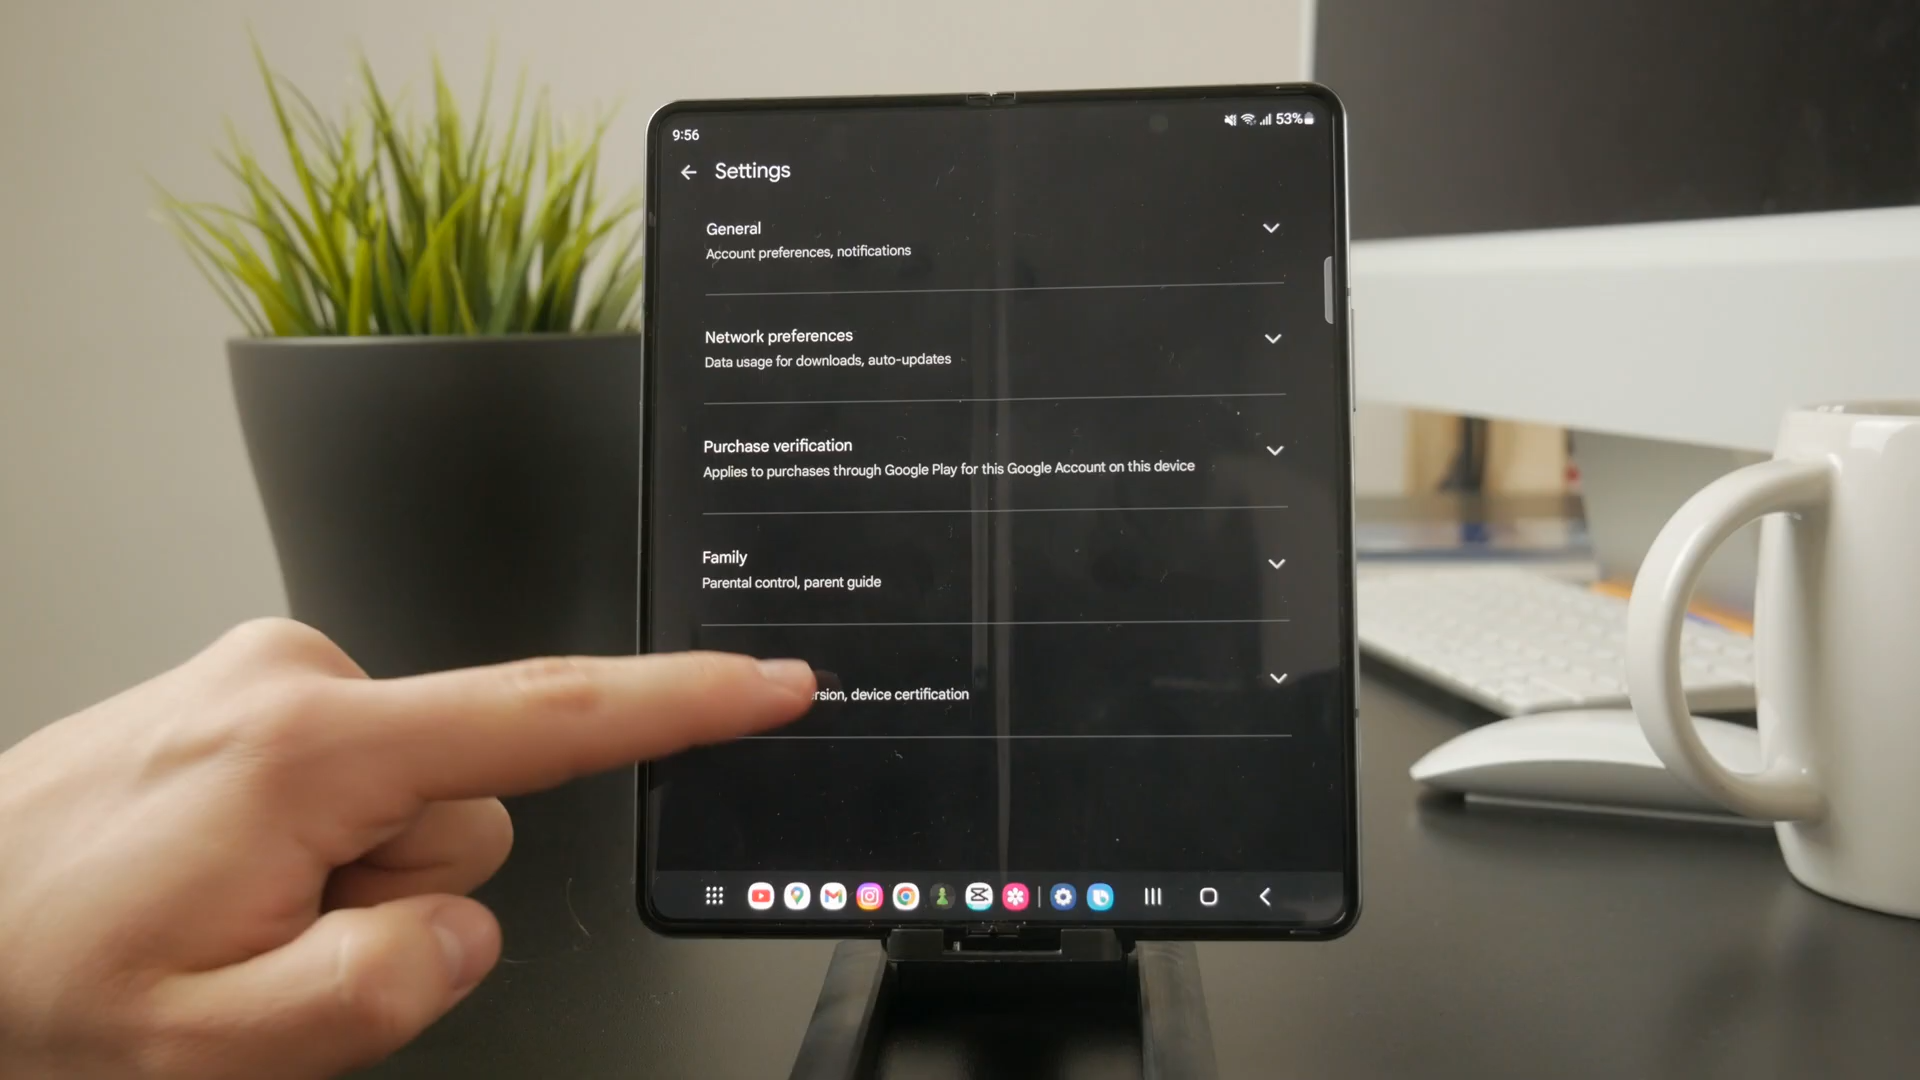 9:56
53%
Settings
General
Account preferences, notifications
Network preferences
Data usage for downloads, auto-updates
Purchase verification
Applies to purchases through Google Play for this Google Account on this device
Family
Parental control, parent guide
device certification